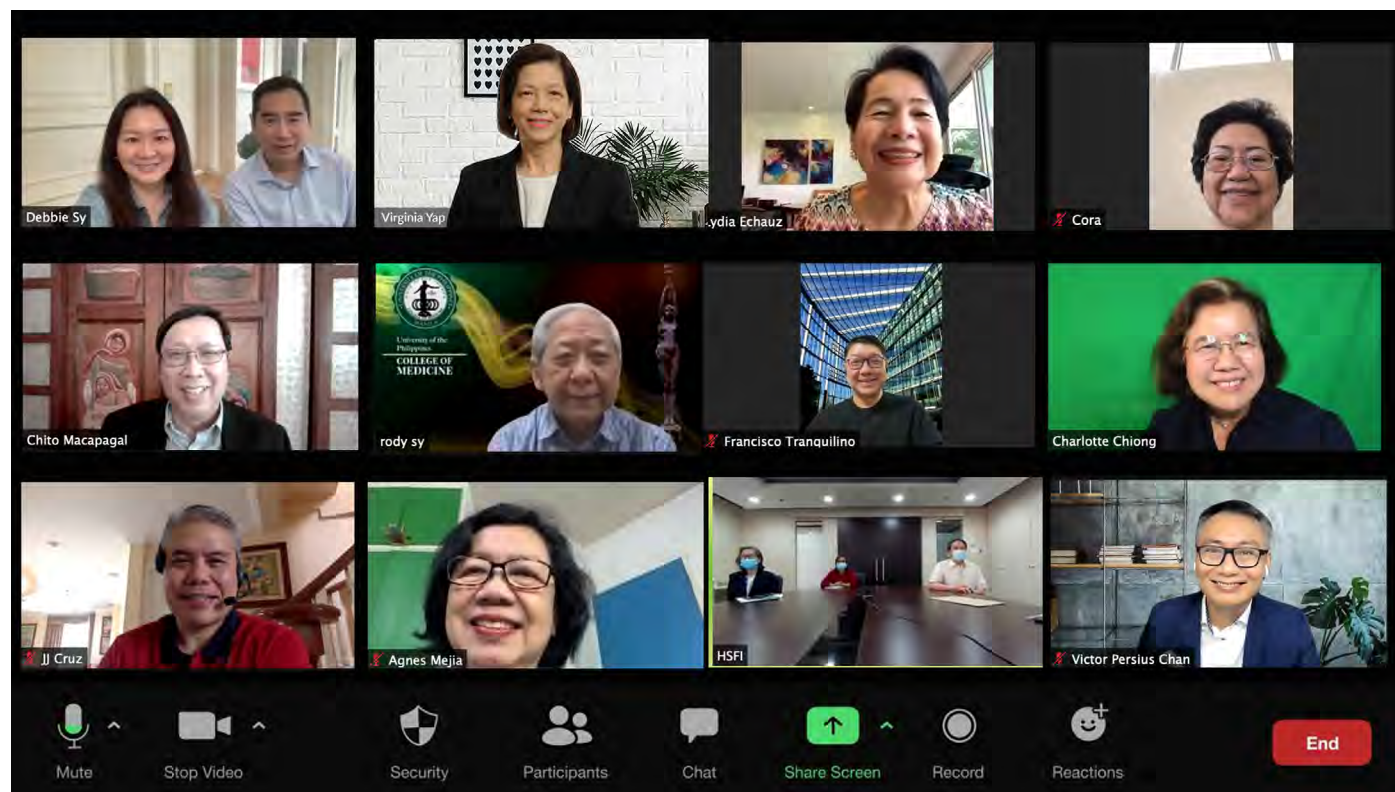 Debbie Sy
Virginia Yap
ydia Echauz
Cora
Chito Macapagal
University of the
Philippines
COLLEGE OF
MEDICINE
rody sy
Francisco Tranquilino
Charlotte Chiong
JJ Cruz
Agnes Mejia
HSFI
Victor Persius Chan
Mute
Stop Video
Security
Participants
Chat
Share Screen
Record
Reactions
End